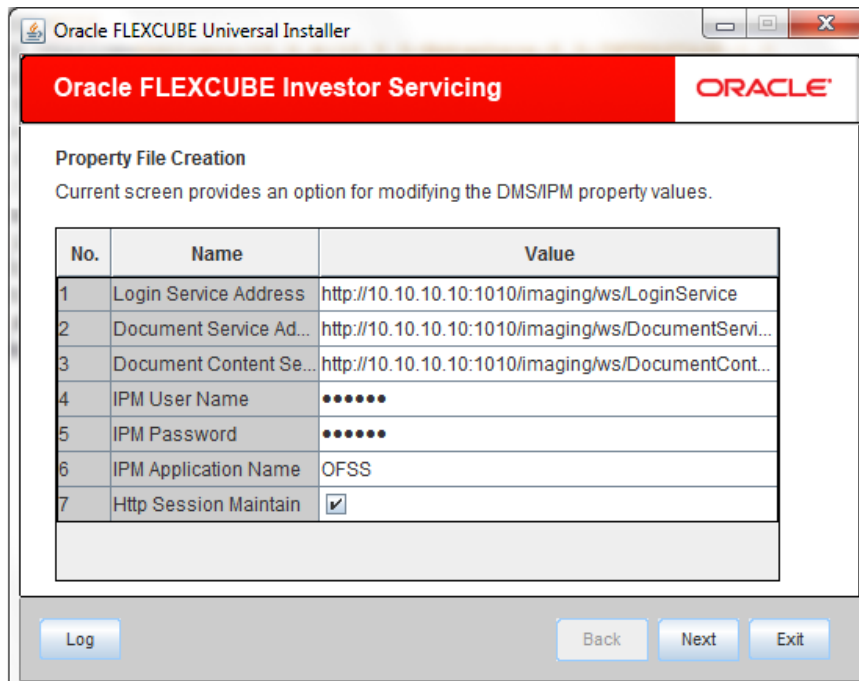 Oracle FLEXCUBE Universal Installer
Oracle FLEXCUBE Investor Servicing
ORACLE
Property File Creation
Current screen provides an option for modifying the DMS/IPM property values.
No. Name Value
1 Login Service Address http://10.10.10.10:1010/imaging/ws/LoginService
2 Document Service Ad... http://10.10.10.10:1010/imaging/ws/DocumentServi...
3 Document Content Se... http://10.10.10.10:1010/imaging/ws/DocumentCont...
4 IPM User Name ●●●●●●
5 IPM Password ●●●●●●
6 IPM Application Name OFSS
7 Http Session Maintain
Log Back Next Exit